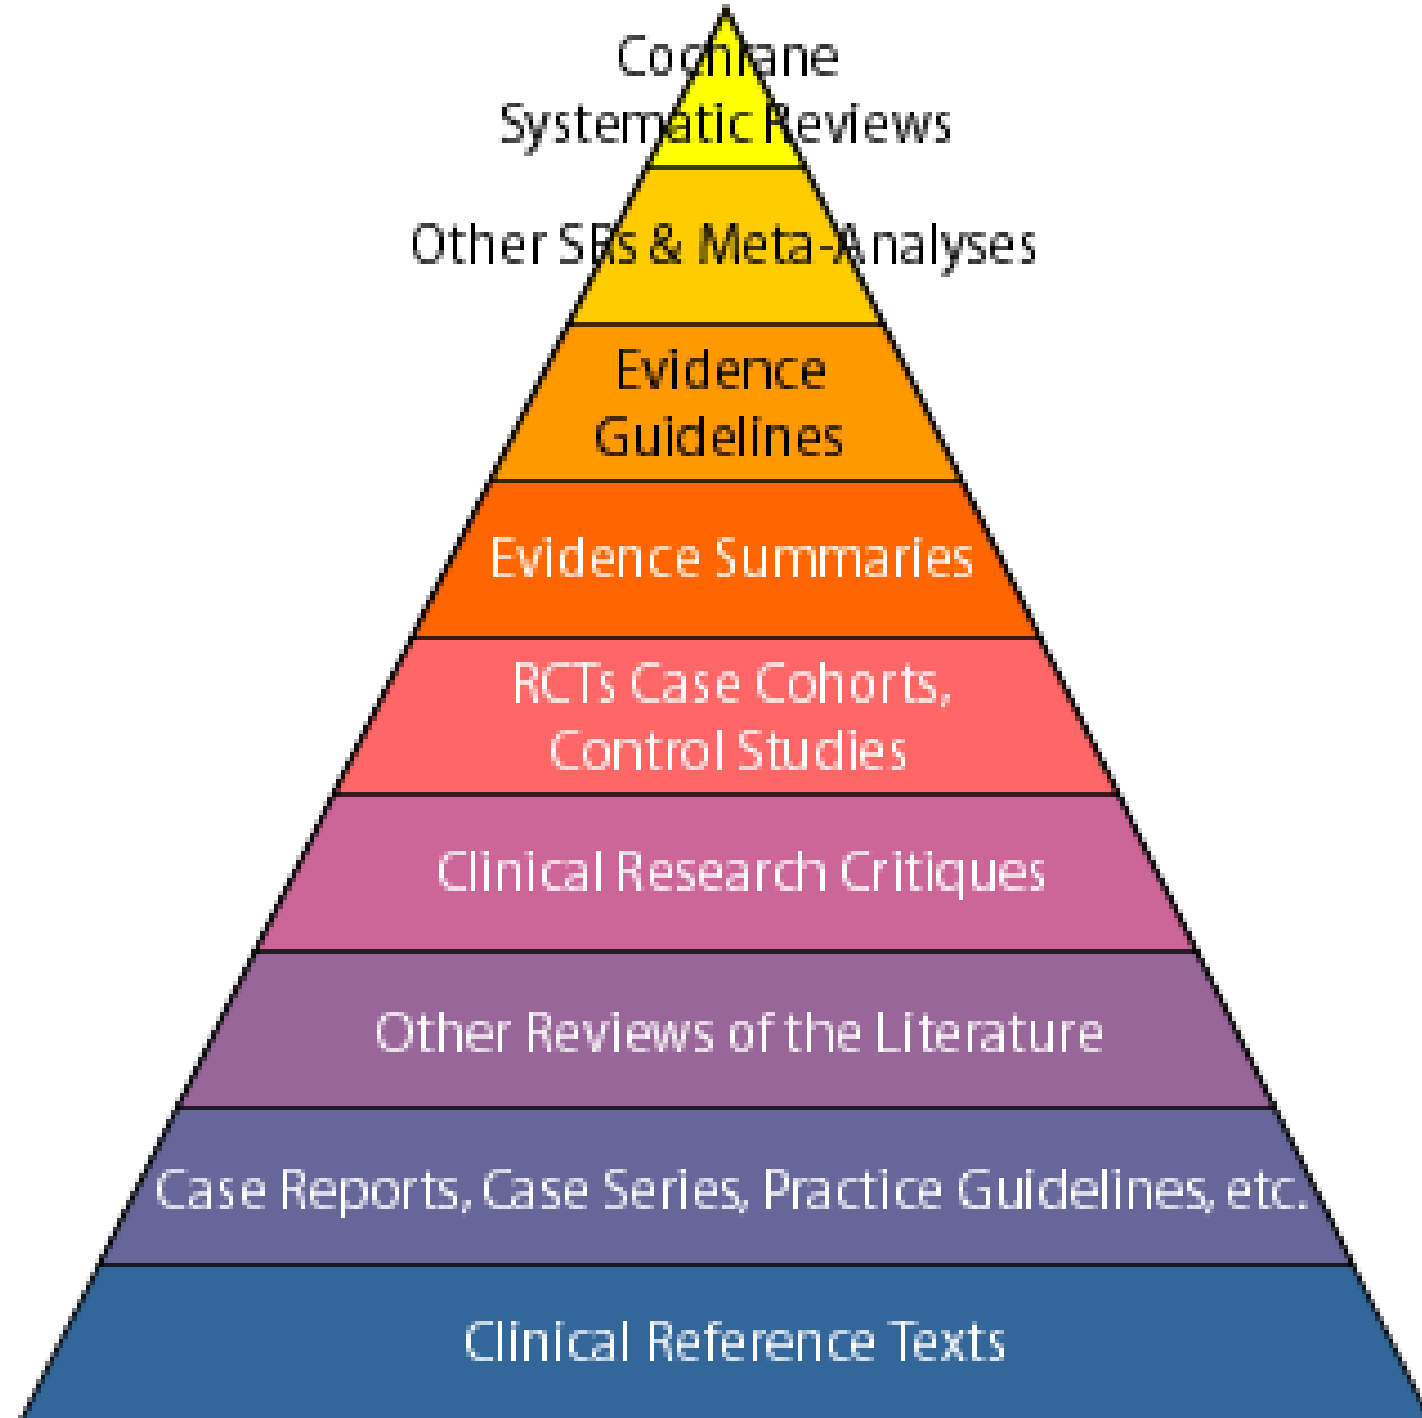 Cochrane
Systematic Reviews
Other SRs & Meta-Analyses
Evidence
Guidelines
Evidence Summaries
RCTs Case Cohorts,
Control Studies
Clinical Research Critiques
Other Reviews of the Literature
Case Reports, Case Series, Practice Guidelines, etc.
Clinical Reference Texts